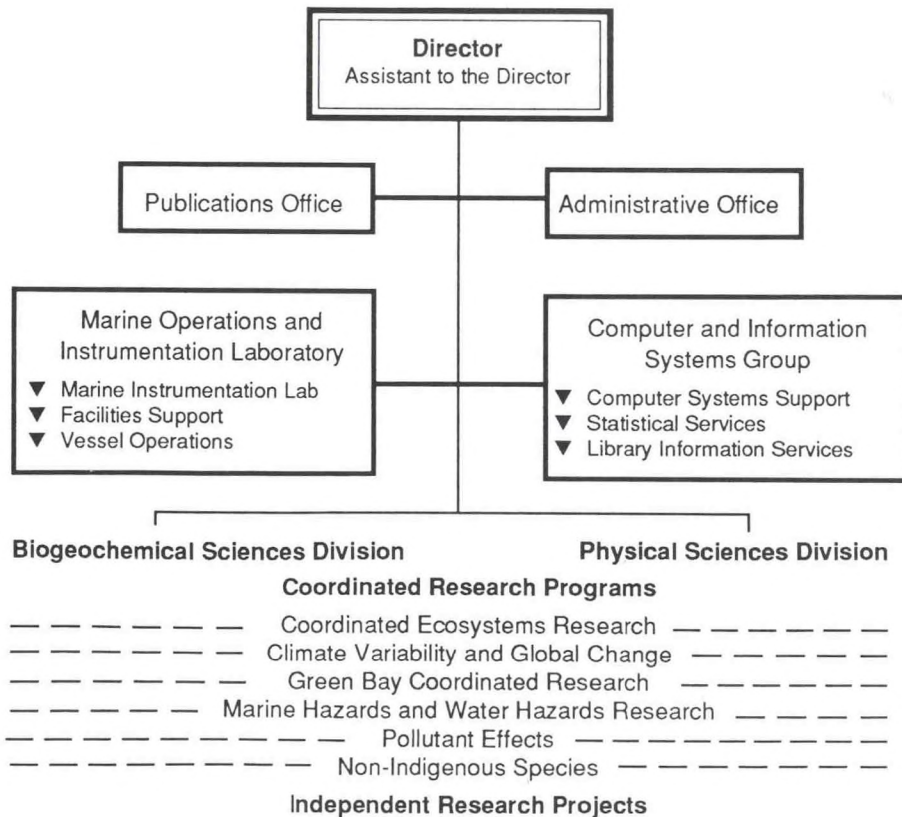 Director
Assistant to the Director
Publications Office
Administrative Office
Marine Operations and
Instrumentation Laboratory
▼ Marine Instrumentation Lab
▼ Facilities Support
▼ Vessel Operations
Computer and Information
Systems Group
▼ Computer Systems Support
▼ Statistical Services
▼ Library Information Services
Biogeochemical Sciences Division
Physical Sciences Division
Coordinated Research Programs
Coordinated Ecosystems Research
Climate Variability and Global Change
Green Bay Coordinated Research
Marine Hazards and Water Hazards Research
Pollutant Effects
Non-Indigenous Species
Independent Research Projects